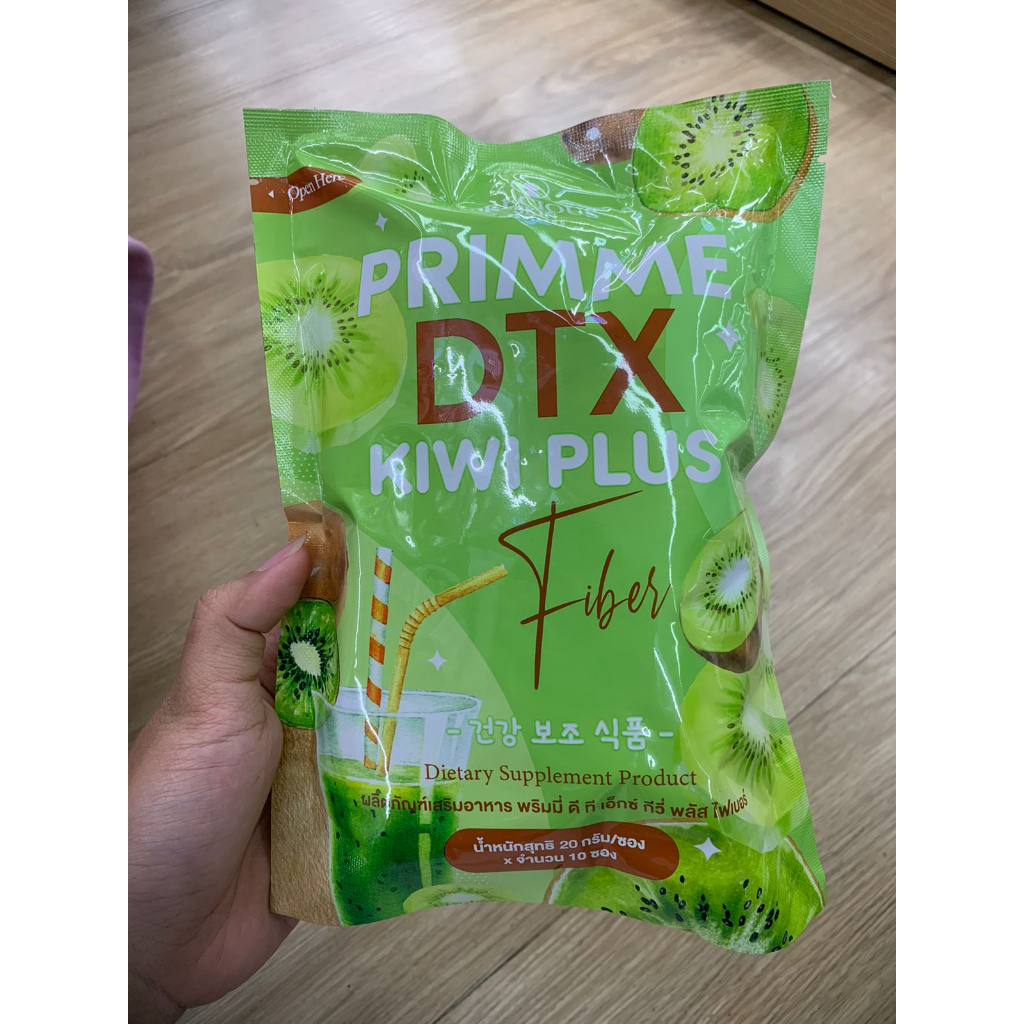 Open Here
PRIMME
DTX
KIWI PLUS
Fiber
- 건강 보조 식품 -
Dietary Supplement Product
ผลิตภัณฑ์เสริมอาหาร พริมมี่ ดี ที เอ็กซ์ กีวี่ พลัส ไฟเบอร์
น้ำหนักสุทธิ 20 กรัม/ซอง
x จำนวน 10 ซอง